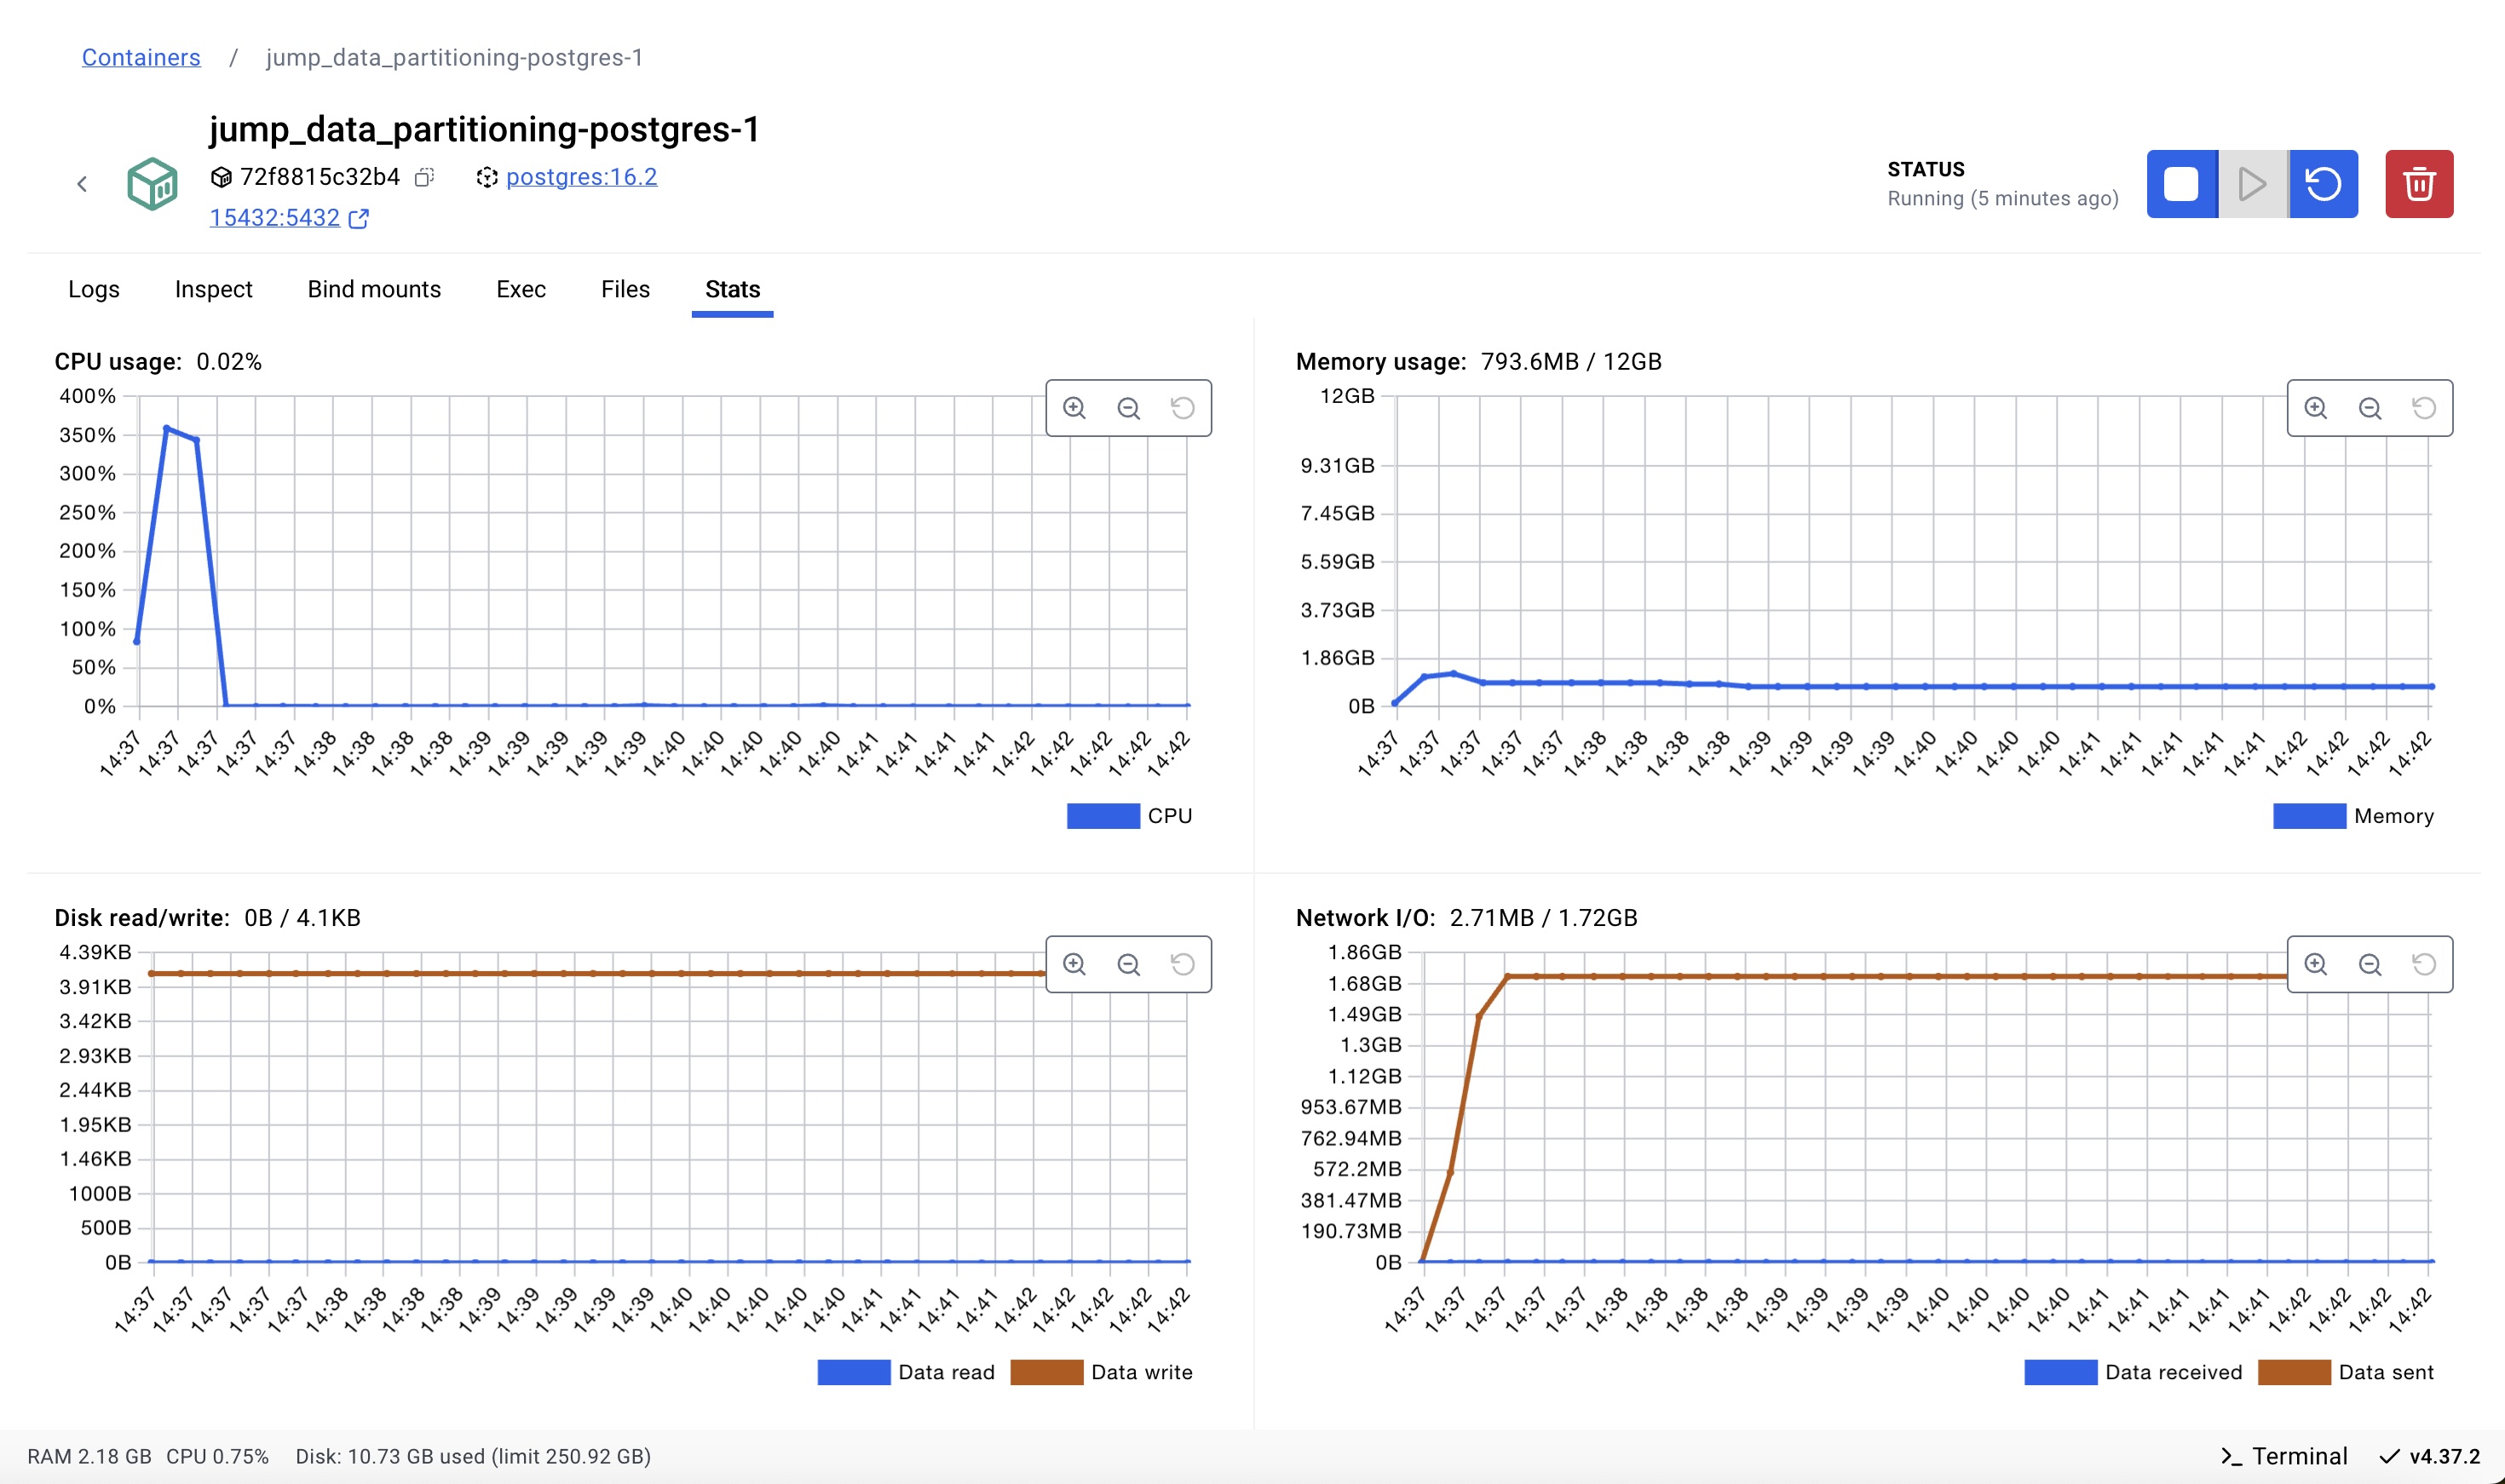 Containers / jump_data_partitioning-postgres-1
jump_data_partitioning-postgres-1
72f8815c32b4 postgres:16.2
15432:5432
STATUS
Running (5 minutes ago)
Logs Inspect Bind mounts Exec Files Stats
CPU usage: 0.02%
400%
350%
300%
250%
200%
150%
100%
50%
0%
14:37 14:37 14:37 14:37 14:37 14:38 14:38 14:38 14:38 14:39 14:39 14:39 14:39 14:39 14:40 14:40 14:40 14:40 14:40 14:41 14:41 14:41 14:41 14:42 14:42 14:42 14:42 14:42
CPU
Memory usage: 793.6MB / 12GB
12GB
9.31GB
7.45GB
5.59GB
3.73GB
1.86GB
0B
14:37 14:37 14:37 14:37 14:37 14:38 14:38 14:38 14:38 14:39 14:39 14:39 14:39 14:40 14:40 14:40 14:40 14:41 14:41 14:41 14:41 14:41 14:42 14:42 14:42 14:42
Memory
Disk read/write: 0B / 4.1KB
4.39KB
3.91KB
3.42KB
2.93KB
2.44KB
1.95KB
1.46KB
1000B
500B
0B
14:37 14:37 14:37 14:37 14:37 14:38 14:38 14:38 14:38 14:39 14:39 14:39 14:39 14:39 14:40 14:40 14:40 14:40 14:40 14:41 14:41 14:41 14:41 14:42 14:42 14:42 14:42 14:42
Data read Data write
Network I/O: 2.71MB / 1.72GB
1.86GB
1.68GB
1.49GB
1.3GB
1.12GB
953.67MB
762.94MB
572.2MB
381.47MB
190.73MB
0B
14:37 14:37 14:37 14:37 14:37 14:38 14:38 14:38 14:38 14:39 14:39 14:39 14:39 14:40 14:40 14:40 14:40 14:41 14:41 14:41 14:41 14:41 14:42 14:42 14:42 14:42
Data received Data sent
RAM 2.18 GB CPU 0.75% Disk: 10.73 GB used (limit 250.92 GB) >_ Terminal v4.37.2